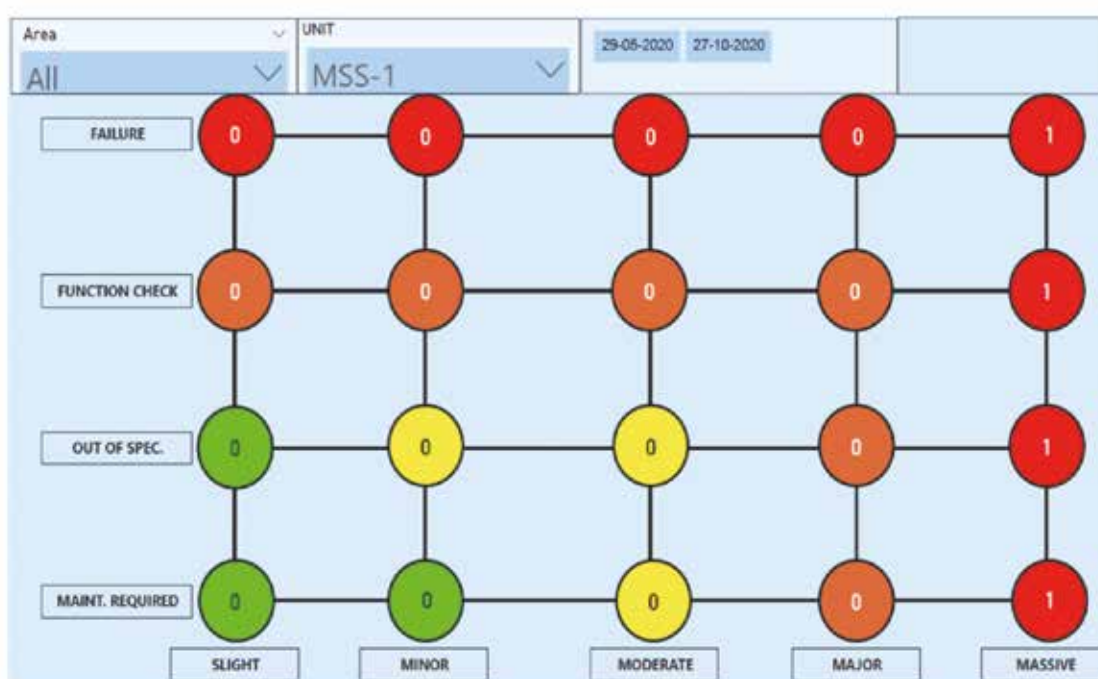 Area
UNIT
All
MSS-1
29-05-2020 27-10-2020
FAILURE 0 0 0 0 1
FUNCTION CHECK 0 0 0 0 1
OUT OF SPEC. 0 0 0 0 1
MAINT. REQUIRED 0 0 0 0 1
SLIGHT MINOR MODERATE MAJOR MASSIVE